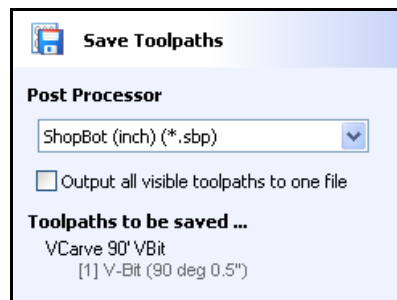 Save Toolpaths
Post Processor
ShopBot (inch) (*.sbp)
Output all visible toolpaths to one file
Toolpaths to be saved ...
VCarve 90' VBit
[1] V-Bit (90 deg 0.5")